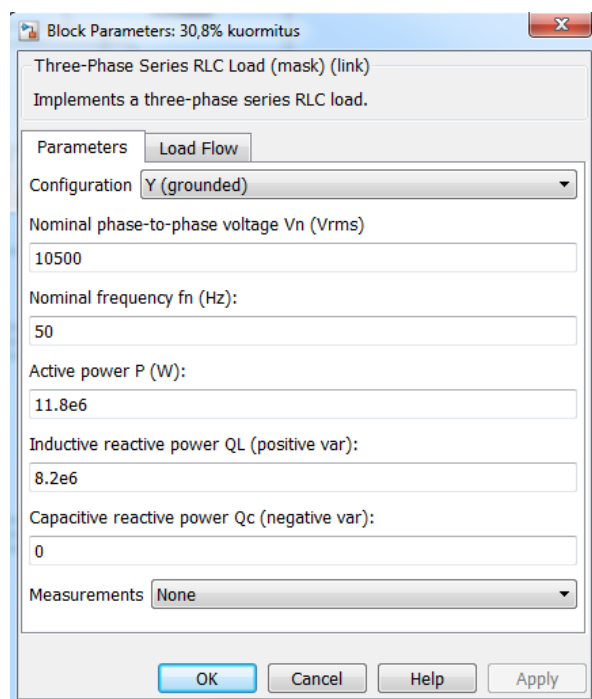 Block Parameters: 30,8% kuormitus
Three-Phase Series RLC Load (mask) (link)
Implements a three-phase series RLC load.
Parameters Load Flow
Configuration Y (grounded)
Nominal phase-to-phase voltage Vn (Vrms)
10500
Nominal frequency fn (Hz):
50
Active power P (W):
11.8e6
Inductive reactive power QL (positive var):
8.2e6
Capacitive reactive power Qc (negative var):
0
Measurements None
OK Cancel Help Apply